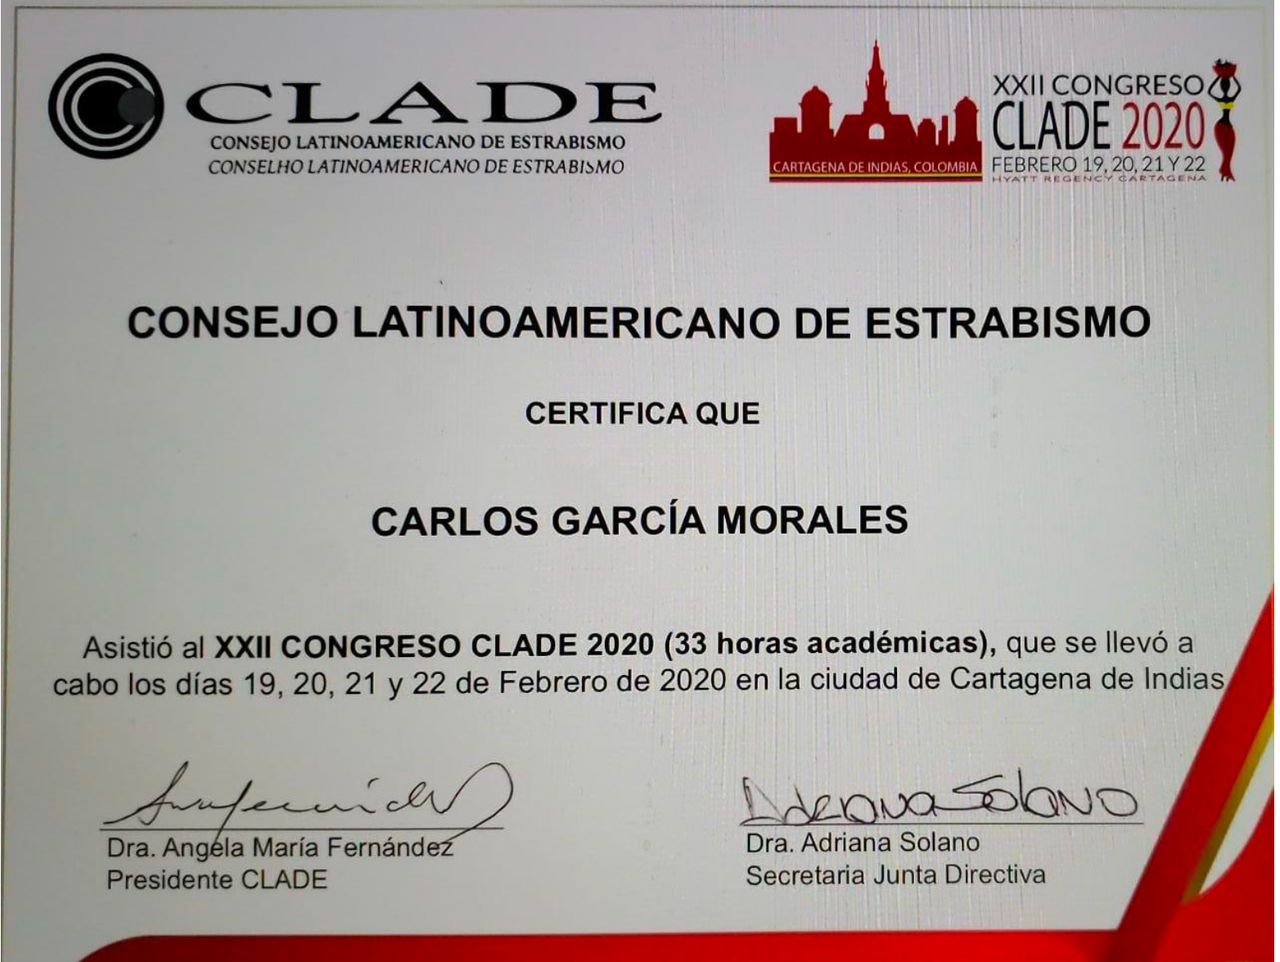 CLADE
CONSEJO LATINOAMERICANO DE ESTRABISMO
CONSELHO LATINOAMERICANO DE ESTRABISMO
CARTAGENA DE INDIAS, COLOMBIA
XXII CONGRESO
CLADE 2020
FEBRERO 19, 20, 21 Y 22
HYATT REGENCY CARTAGENA
CONSEJO LATINOAMERICANO DE ESTRABISMO
CERTIFICA QUE
CARLOS GARCÍA MORALES
Asistió al XXII CONGRESO CLADE 2020 (33 horas académicas), que se llevó a
cabo los días 19, 20, 21 y 22 de Febrero de 2020 en la ciudad de Cartagena de Indias
Adriana Solano
Dra. Angela María Fernández
Presidente CLADE
Dra. Adriana Solano
Secretaria Junta Directiva